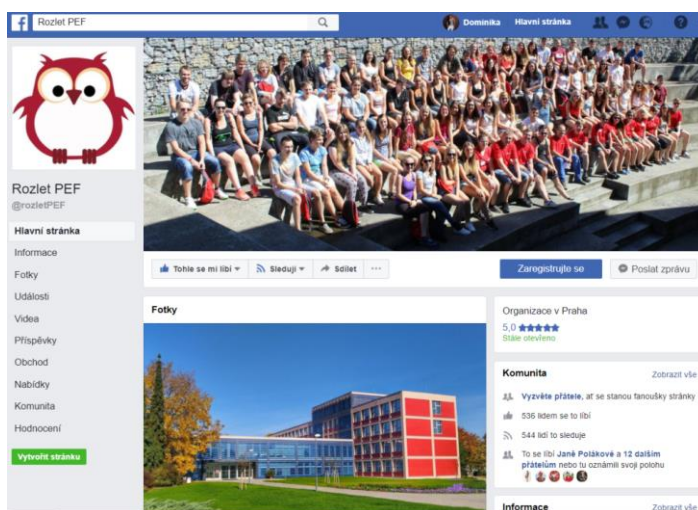 Rozlet PEF
Dominika
Hlavní stránka
Rozlet PEF
@rozletPEF
Hlavní stránka
Informace
Fotky
Události
Videa
Příspěvky
Obchod
Nabídky
Komunita
Hodnocení
Vytvořit stránku
Tohle se mi líbí
Sleduji
Sdílet
Zaregistrujte se
Poslat zprávu
Fotky
Organizace v Praha
5,0
Stále otevřeno
Komunita
Zobrazit vše
Vyzvěte přátele, at se stanou fanoušky stránky
536 lidem se to líbí
544 lidí to sleduje
To se líbí Janě Polákové a 12 dalším
přátelům nebo tu oznámili svoji polohu
Informace
Zobrazit vše